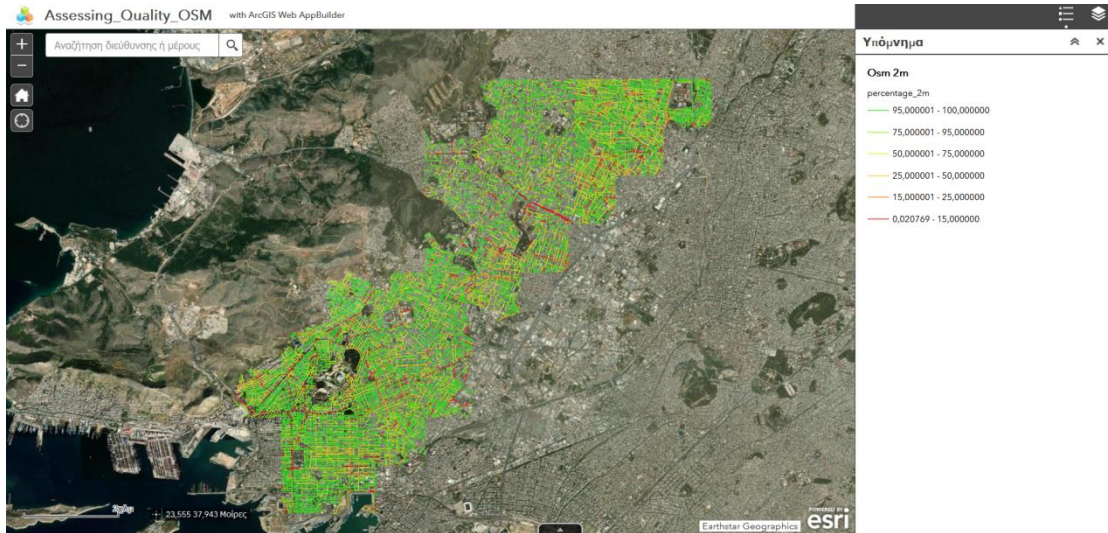 Assessing_Quality_OSM with ArcGIS Web AppBuilder
Αναζήτηση διεύθυνσης ή μέρους
Υπόμνημα
Osm 2m
percentage_2m
95,000001 - 100,000000
75,000001 - 95,000000
50,000001 - 75,000000
25,000001 - 50,000000
15,000001 - 25,000000
0,020769 - 15,000000
2χλμ
23,555 37,943 Μοίρες
Earthstar Geographics
POWERED BY
esri